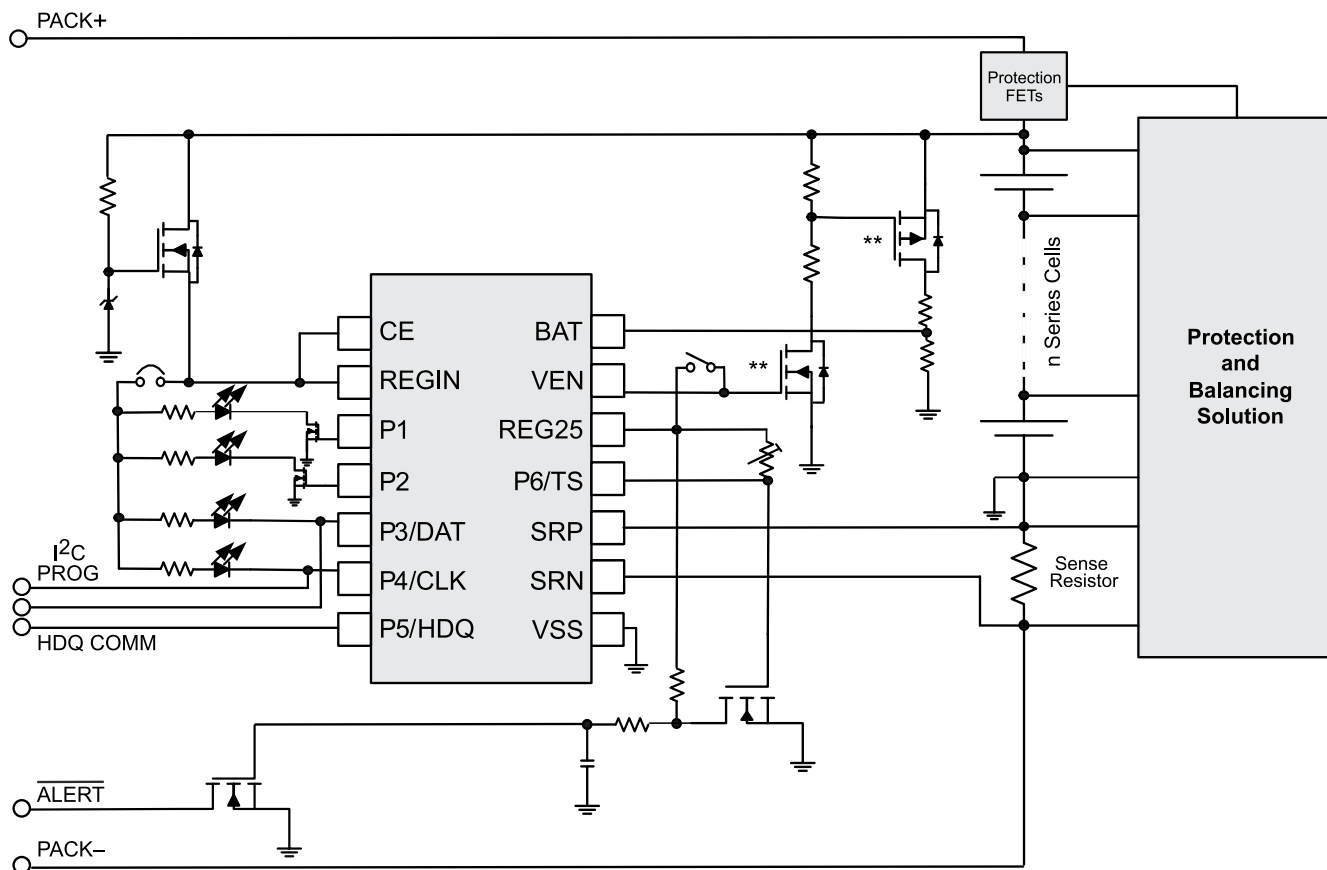 PACK+
Protection
FETs
**
**
n Series Cells
Protection
and
Balancing
Solution
CE
REGIN
P1
P2
P3/DAT
P4/CLK
P5/HDQ
BAT
VEN
REG25
P6/TS
SRP
SRN
VSS
I²C
PROG
HDQ COMM
Sense
Resistor
ALERT
PACK–